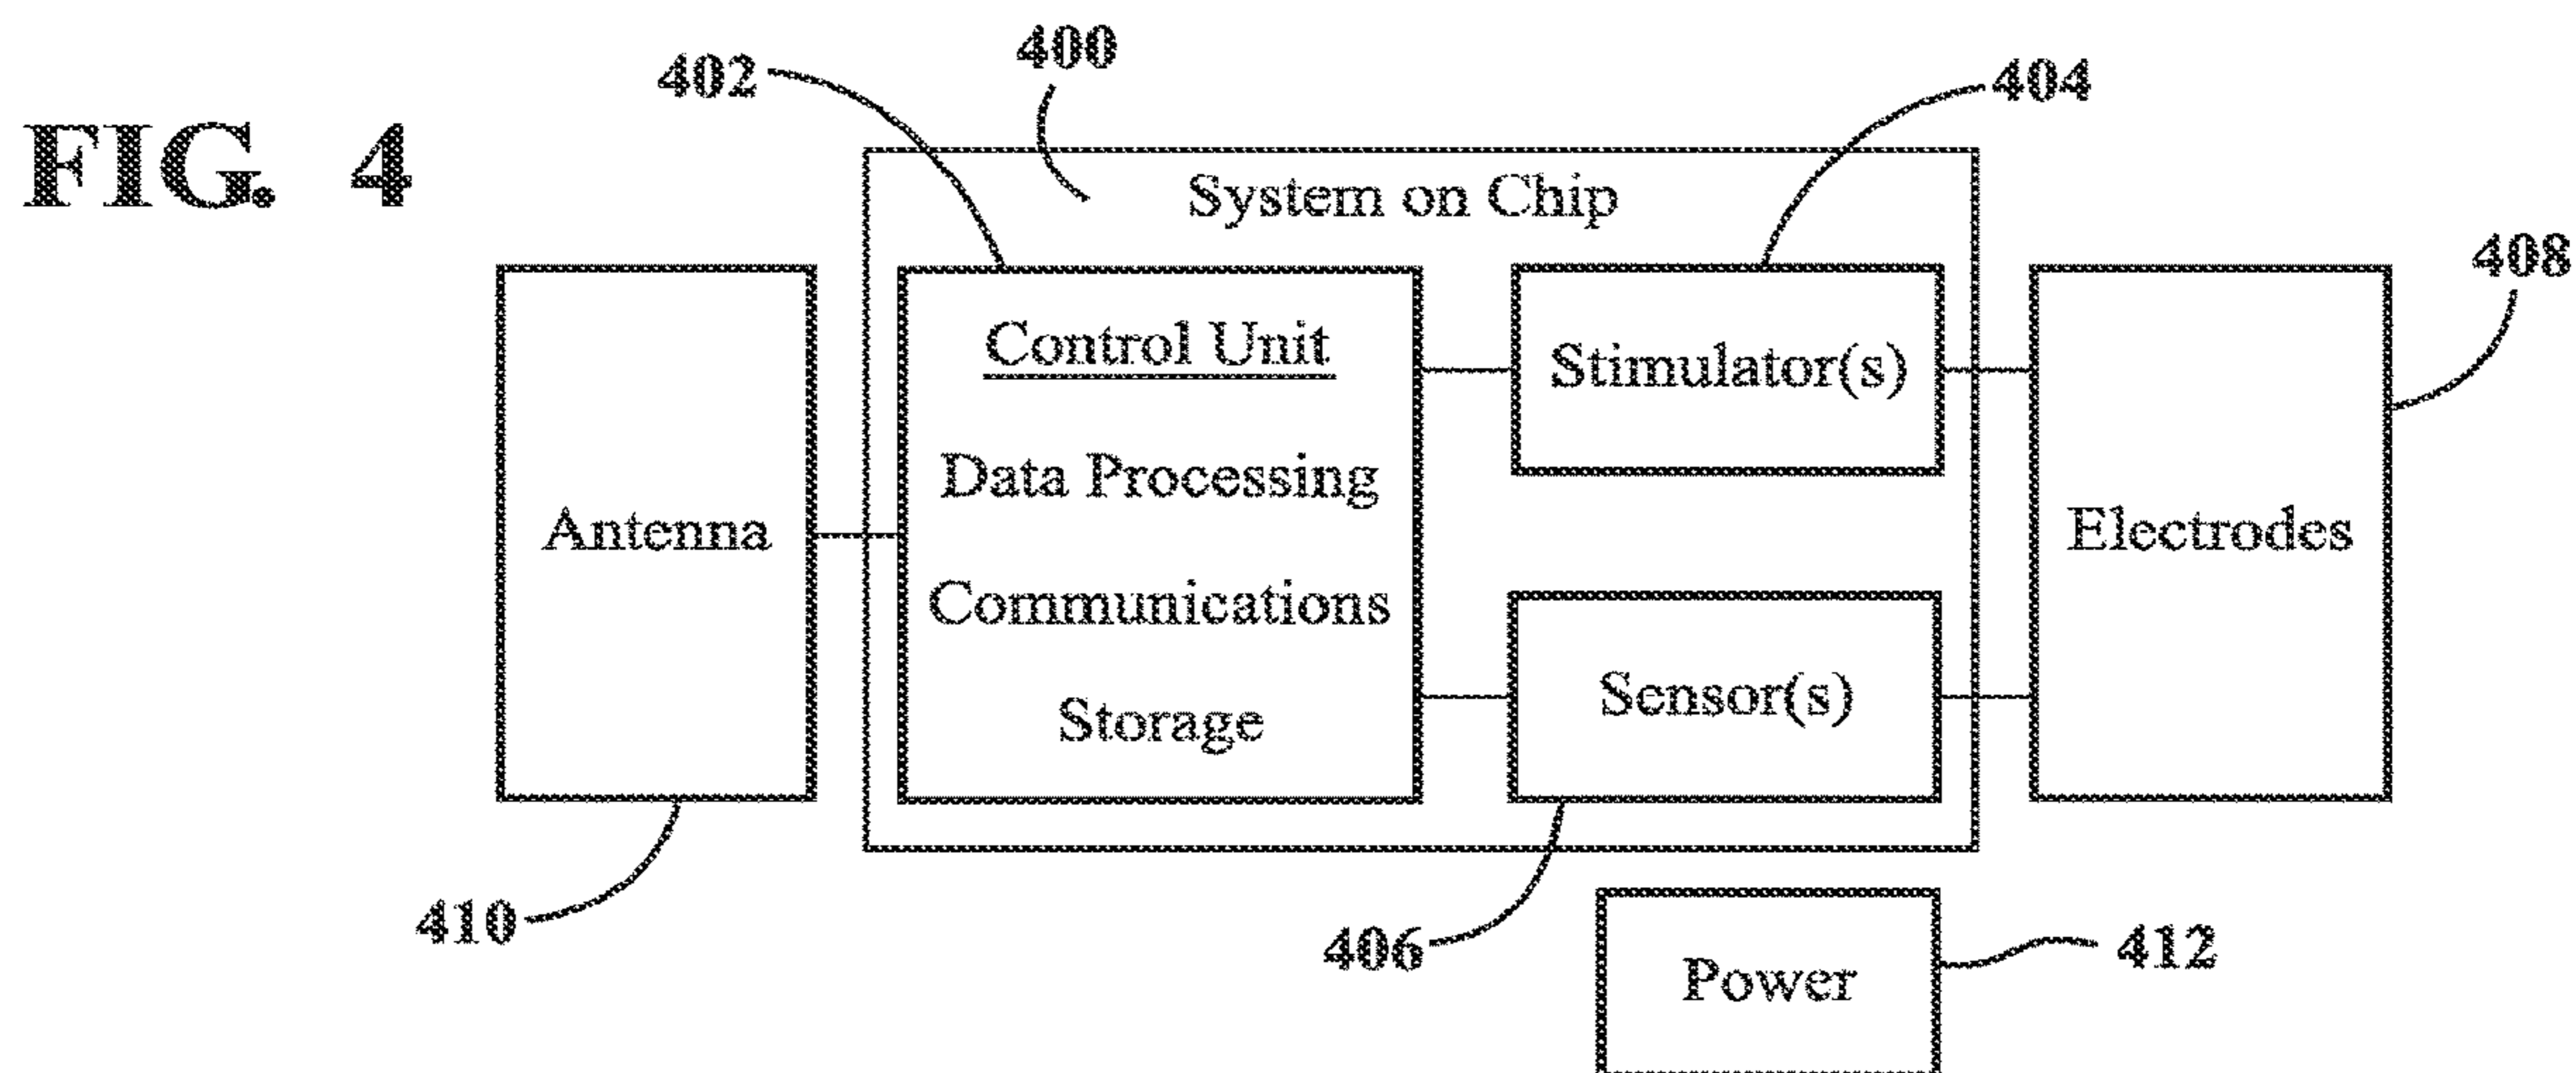 FIG. 4
402
400
404
System on Chip
408
Control Unit
Data Processing
Communications
Storage
Stimulator(s)
Sensor(s)
Antenna
Electrodes
410
406
412
Power